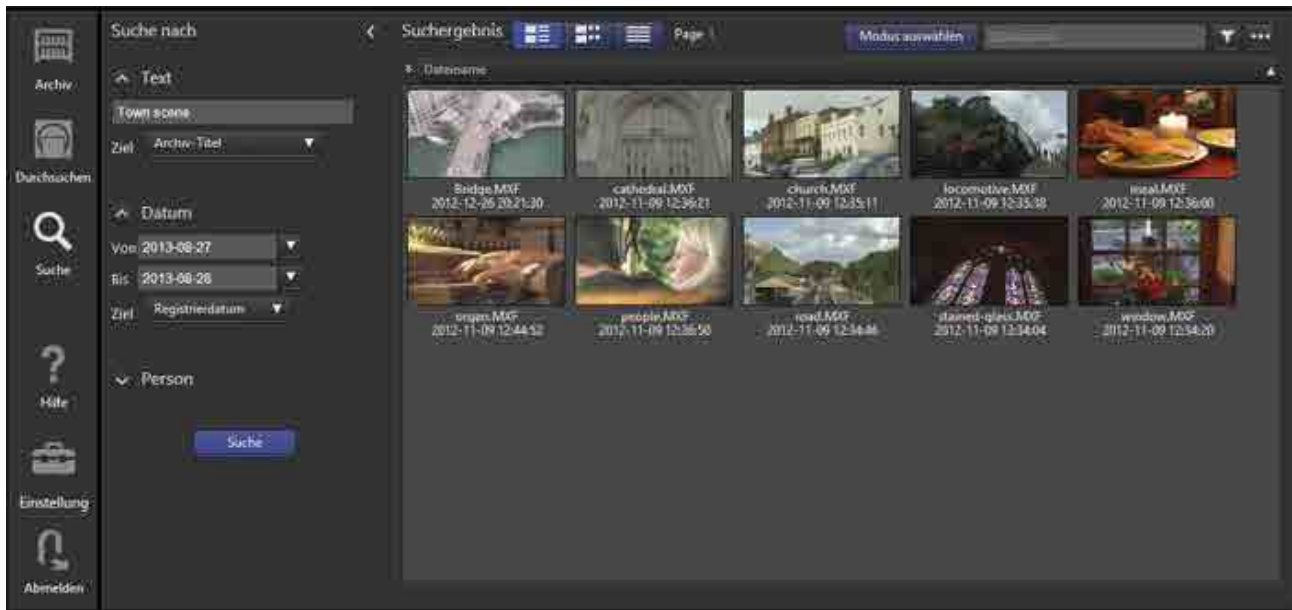 Archiv
Durchsuchen
Suche
Hilfe
Einstellung
Abmelden
Suche nach
Text
Town scene
Ziel Archiv-Titel
Datum
Von 2013-08-27
Bis 2013-08-28
Ziel Registrierdatum
Person
Suche
Suchergebnis Page 1 Modus auswählen
Dateiname
Bridge.MXF
2012-12-26 20:21:30
cathedral.MXF
2012-11-09 12:36:21
church.MXF
2012-11-09 12:35:11
locomotive.MXF
2012-11-09 12:35:38
meal.MXF
2012-11-09 12:36:00
organ.MXF
2012-11-09 12:44:52
people.MXF
2012-11-09 12:36:50
road.MXF
2012-11-09 12:34:46
stained-glass.MXF
2012-11-09 12:34:04
window.MXF
2012-11-09 12:34:20